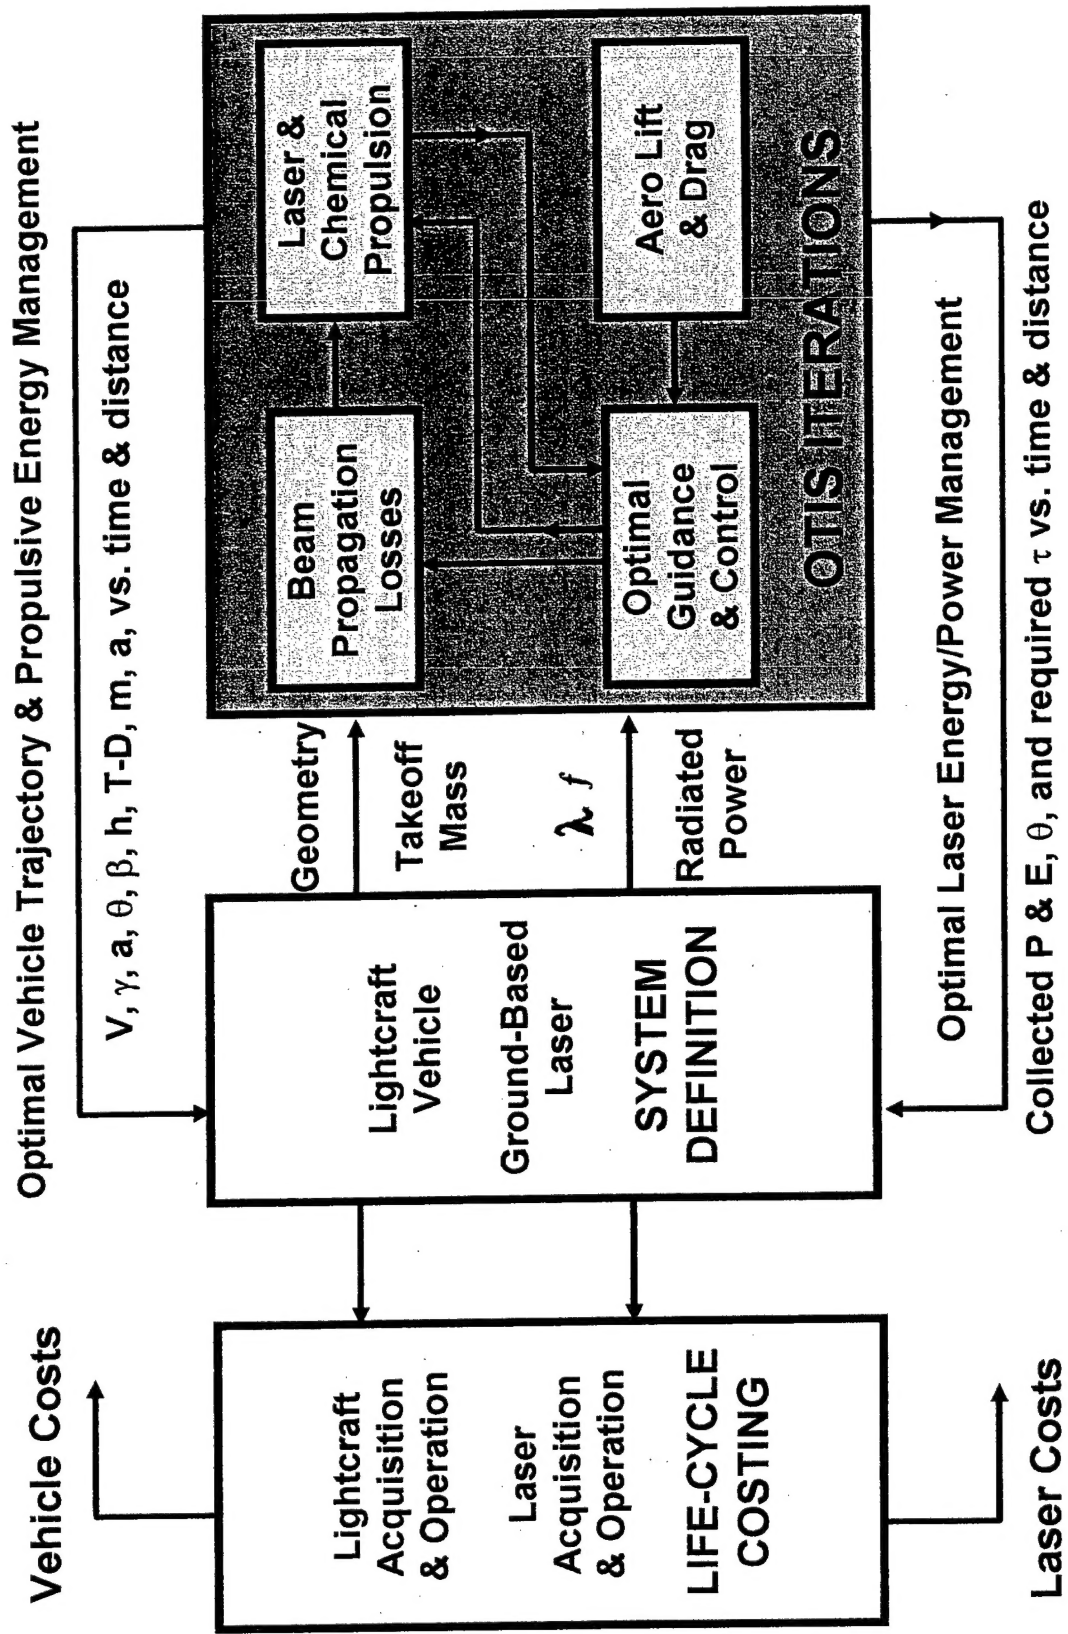 Optimal Vehicle Trajectory & Propulsive Energy Management
V, γ, a, θ, β, h, T-D, m, a, vs. time & distance
Vehicle Costs
Lightcraft
Acquisition
& Operation
Laser
Acquisition
& Operation
LIFE-CYCLE
COSTING
Laser Costs
Lightcraft
Vehicle
Ground-Based
Laser
SYSTEM
DEFINITION
Geometry
Takeoff
Mass
λ f
Radiated
Power
Beam
Propagation
Losses
Laser &
Chemical
Propulsion
Optimal
Guidance
& Control
Aero Lift
& Drag
OTIS ITERATIONS
Optimal Laser Energy/Power Management
Collected P & E, θ, and required τ vs. time & distance